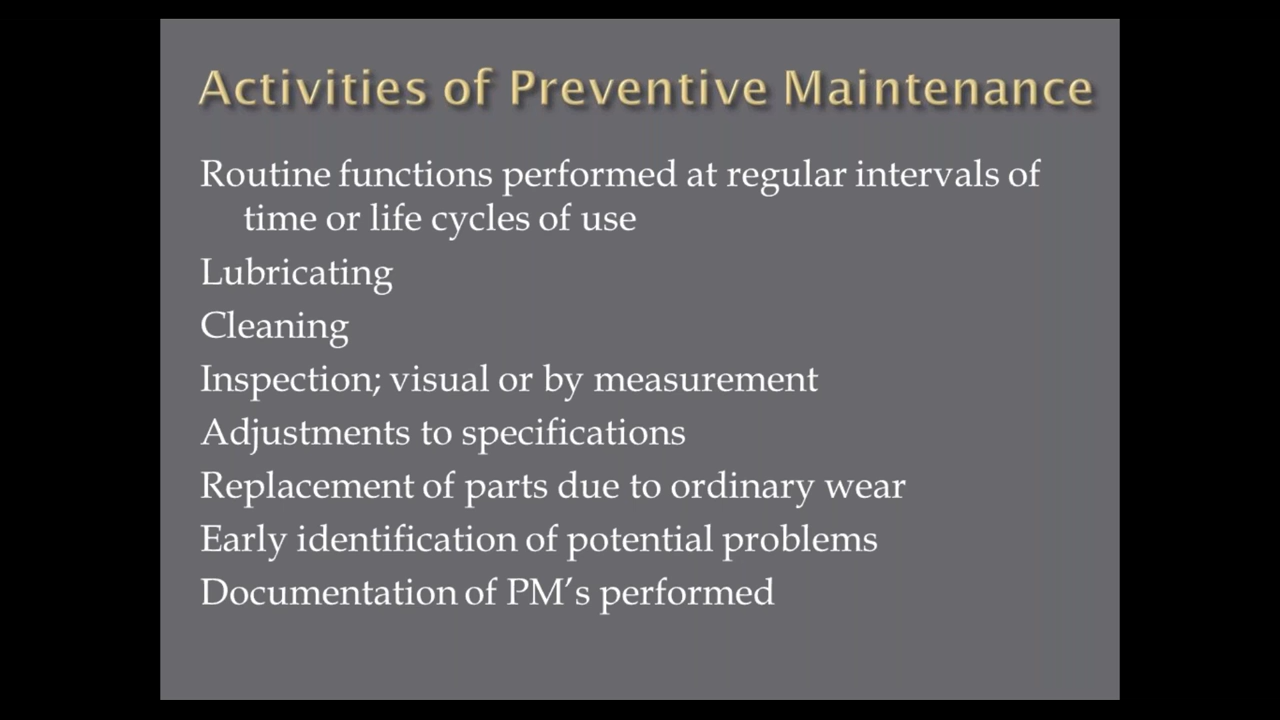 Activities of Preventive Maintenance
Routine functions performed at regular intervals of
time or life cycles of use
Lubricating
Cleaning
Inspection; visual or by measurement
Adjustments to specifications
Replacement of parts due to ordinary wear
Early identification of potential problems
Documentation of PM’s performed